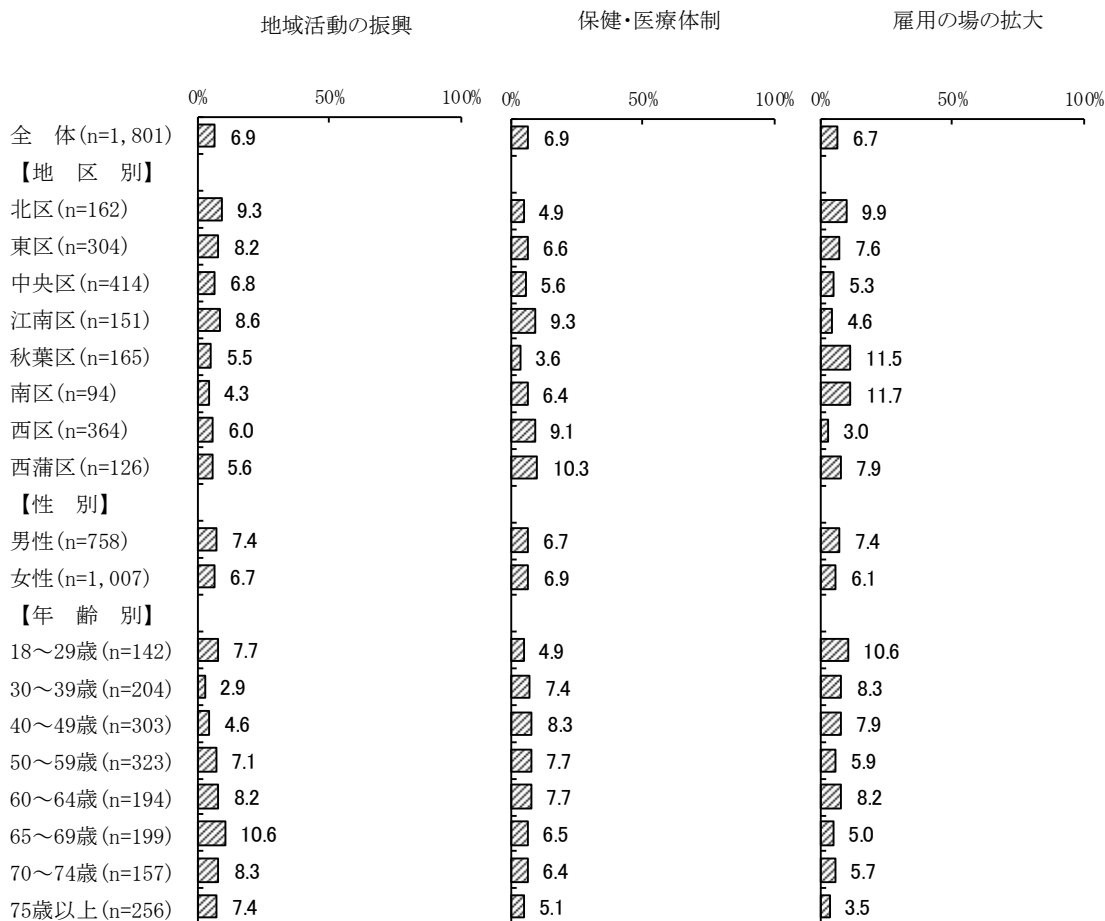 地域活動の振興 保健・医療体制 雇用の場の拡大
0% 50% 100% 0% 50% 100% 0% 50% 100%
全 体(n=1,801) 6.9 6.9 6.7
【地 区 別】
北区(n=162) 9.3 4.9 9.9
東区(n=304) 8.2 6.6 7.6
中央区(n=414) 6.8 5.6 5.3
江南区(n=151) 8.6 9.3 4.6
秋葉区(n=165) 5.5 3.6 11.5
南区(n=94) 4.3 6.4 11.7
西区(n=364) 6.0 9.1 3.0
西蒲区(n=126) 5.6 10.3 7.9
【性 別】
男性(n=758) 7.4 6.7 7.4
女性(n=1,007) 6.7 6.9 6.1
【年 齢 別】
18～29歳(n=142) 7.7 4.9 10.6
30～39歳(n=204) 2.9 7.4 8.3
40～49歳(n=303) 4.6 8.3 7.9
50～59歳(n=323) 7.1 7.7 5.9
60～64歳(n=194) 8.2 7.7 8.2
65～69歳(n=199) 10.6 6.5 5.0
70～74歳(n=157) 8.3 6.4 5.7
75歳以上(n=256) 7.4 5.1 3.5